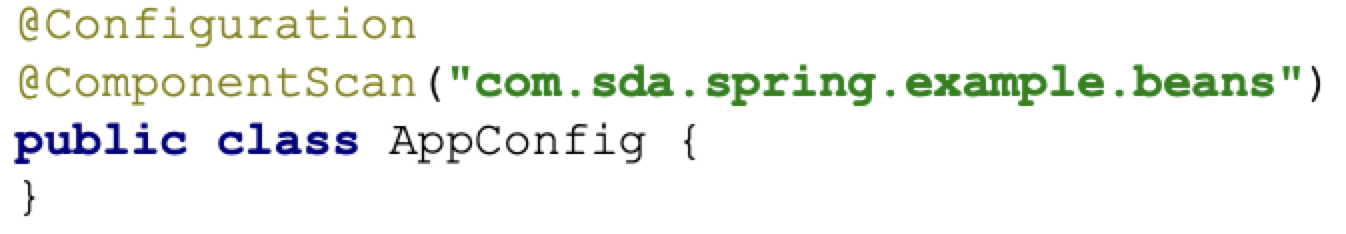 @Configuration
@ComponentScan("com.sda.spring.example.beans")
public class AppConfig {
}